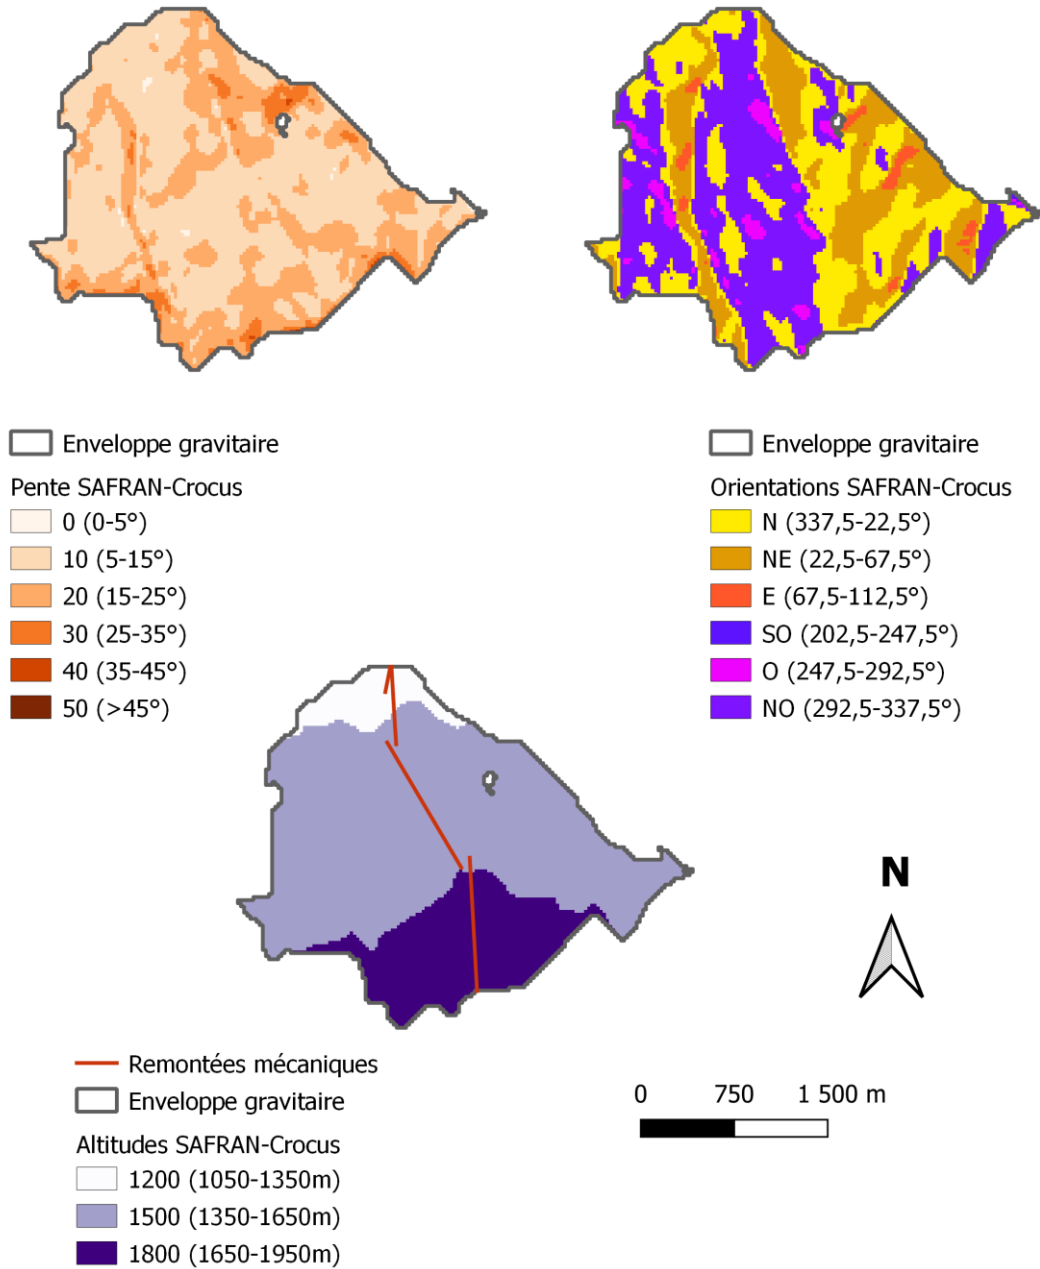 Enveloppe gravitaire
Pente SAFRAN-Crocus
0 (0-5°)
10 (5-15°)
20 (15-25°)
30 (25-35°)
40 (35-45°)
50 (>45°)
Enveloppe gravitaire
Orientations SAFRAN-Crocus
N (337,5-22,5°)
NE (22,5-67,5°)
E (67,5-112,5°)
SO (202,5-247,5°)
O (247,5-292,5°)
NO (292,5-337,5°)
N
Remontées mécaniques
Enveloppe gravitaire
Altitudes SAFRAN-Crocus
1200 (1050-1350m)
1500 (1350-1650m)
1800 (1650-1950m)
0 750 1 500 m